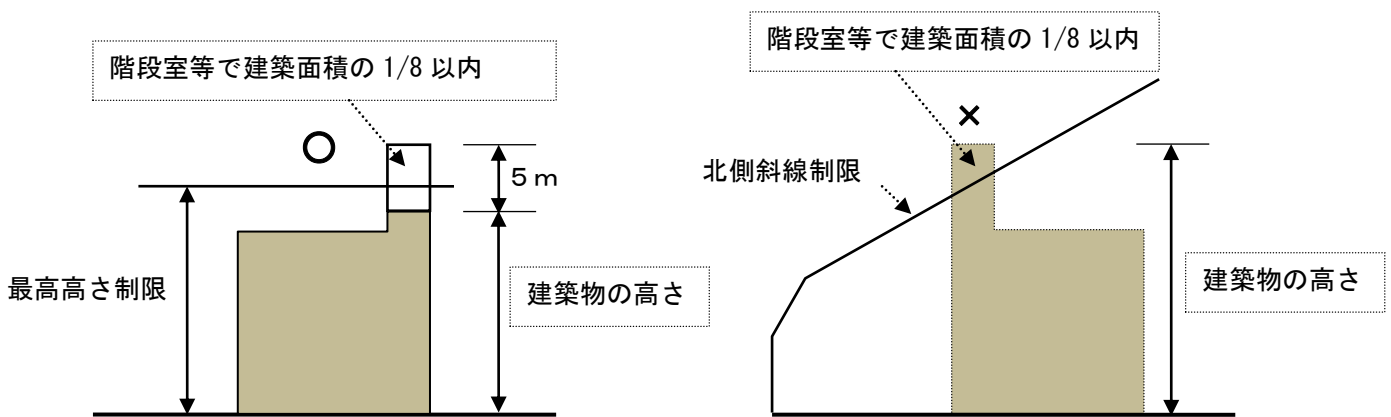 階段室等で建築面積の 1/8 以内
○
5 m
最高高さ制限
建築物の高さ
階段室等で建築面積の 1/8 以内
×
北側斜線制限
建築物の高さ